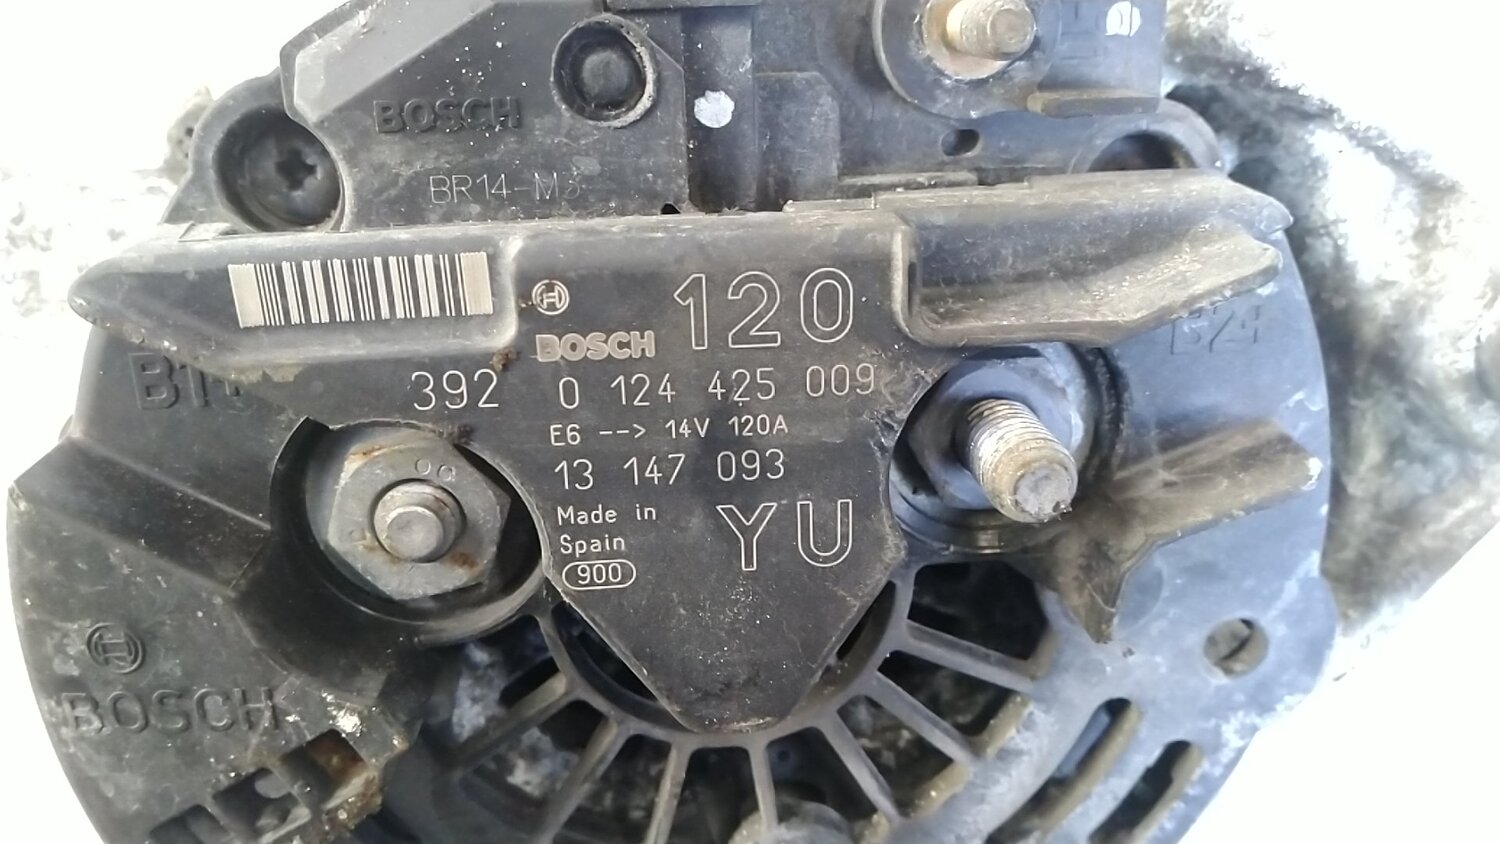 BOSCH
BR14-M3
BOSCH 120
392 0 124 425 009
E6 --> 14V 120A
13 147 093
Made in
Spain
YU
900
BOSCH